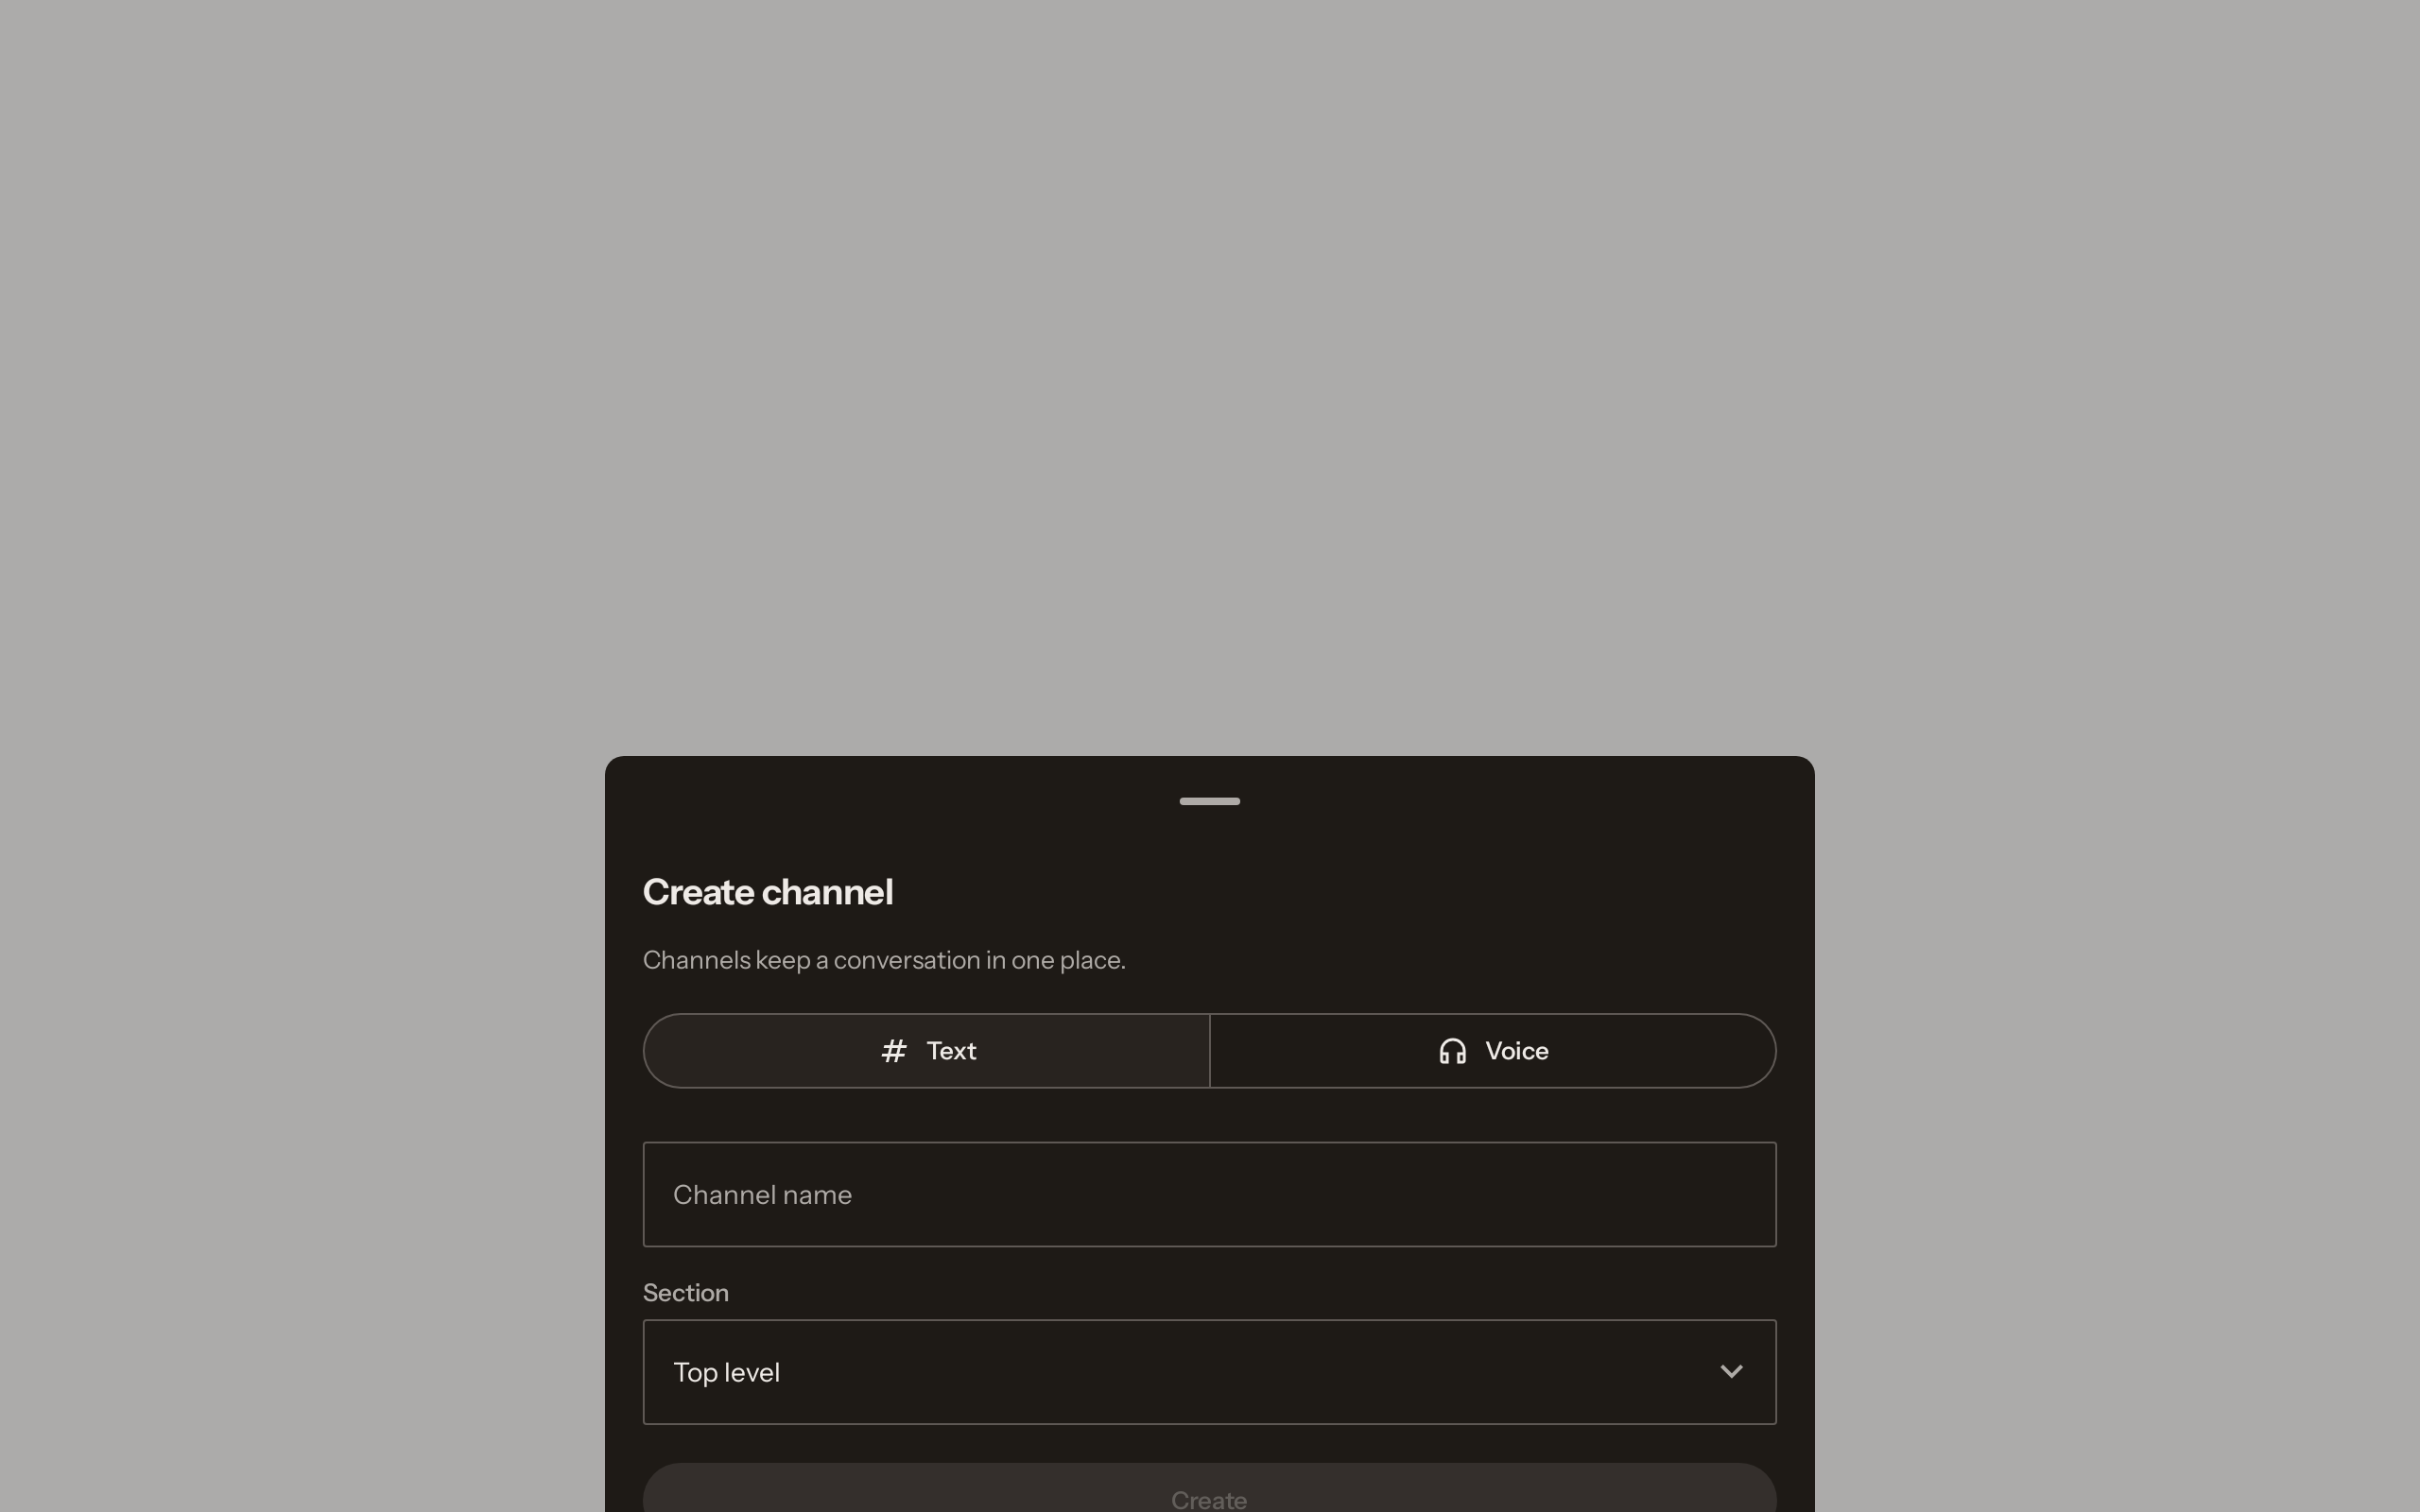 Create channel
Channels keep a conversation in one place.
Text
Voice
Channel name
Section
Top level
Create